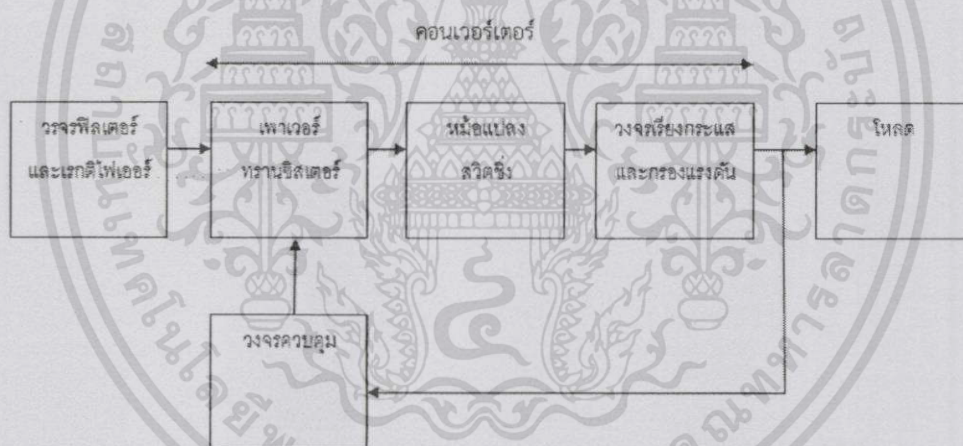 คอนเวอร์เตอร์
วรจรฟิลเตอร์
และเรกติไฟเออร์
เพาเวอร์
ทรานซิสเตอร์
หม้อแปลง
สวิตชิ่ง
วงจรเรียงกระแส
และกรองแรงดัน
โหลด
วงจรควบคุม